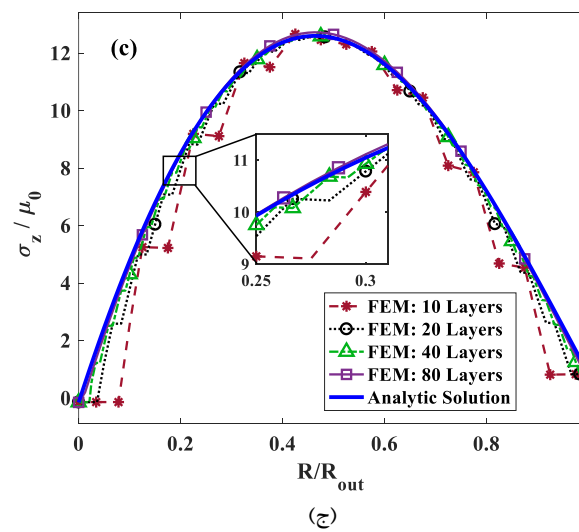 (c)
12
10
8
6
4
2
0
σz / μ0
11
10
9
0.25
0.3
FEM: 10 Layers
FEM: 20 Layers
FEM: 40 Layers
FEM: 80 Layers
Analytic Solution
0
0.2
0.4
0.6
0.8
R/Rout
(ج)